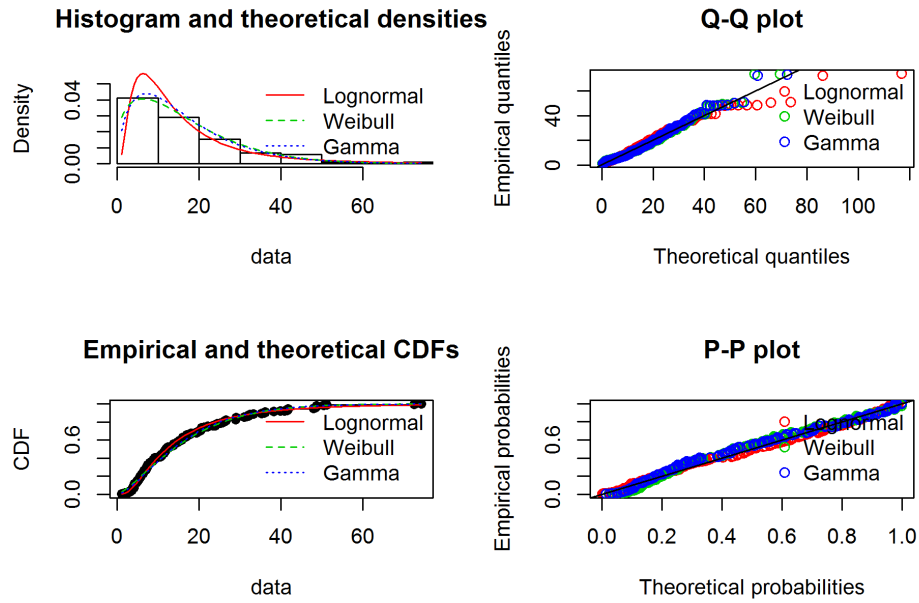 Histogram and theoretical densities
Density
0.00
0.04
Lognormal
Weibull
Gamma
0 20 40 60
data
Q-Q plot
Empirical quantiles
0
40
Lognormal
Weibull
Gamma
0 20 40 60 80 100
Theoretical quantiles
Empirical and theoretical CDFs
CDF
0.0
0.6
Lognormal
Weibull
Gamma
0 20 40 60
data
P-P plot
Empirical probabilities
0.0
0.6
Lognormal
Weibull
Gamma
0.0 0.2 0.4 0.6 0.8 1.0
Theoretical probabilities